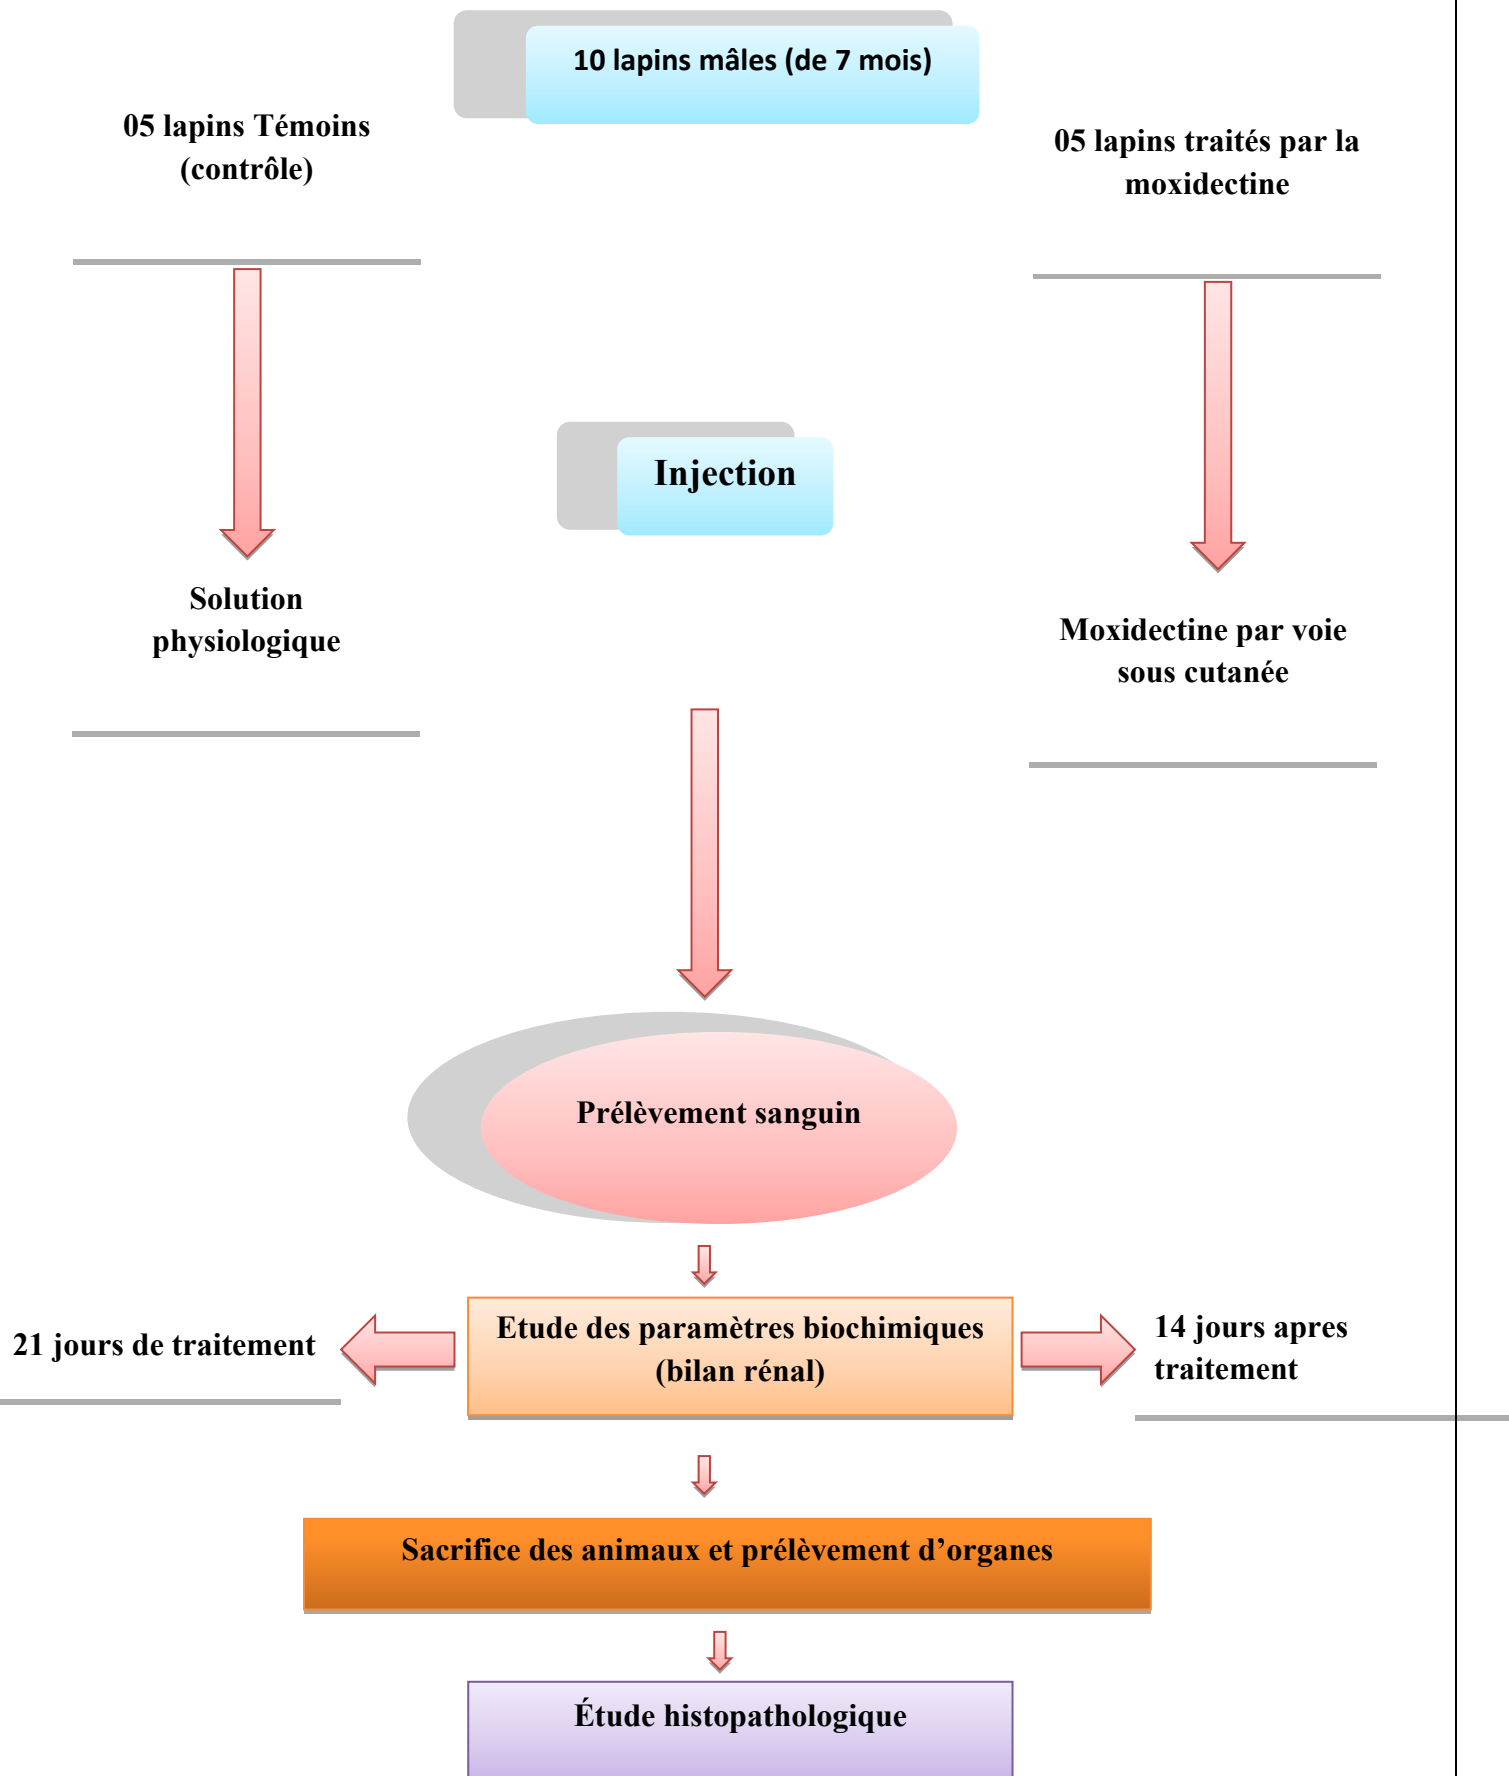 10 lapins mâles (de 7 mois)
05 lapins Témoins
(contrôle)
05 lapins traités par la
moxidectine
Injection
Solution
physiologique
Moxidectine par voie
sous cutanée
Prélèvement sanguin
21 jours de traitement
Etude des paramètres biochimiques
(bilan rénal)
14 jours apres
traitement
Sacrifice des animaux et prélèvement d’organes
Étude histopathologique